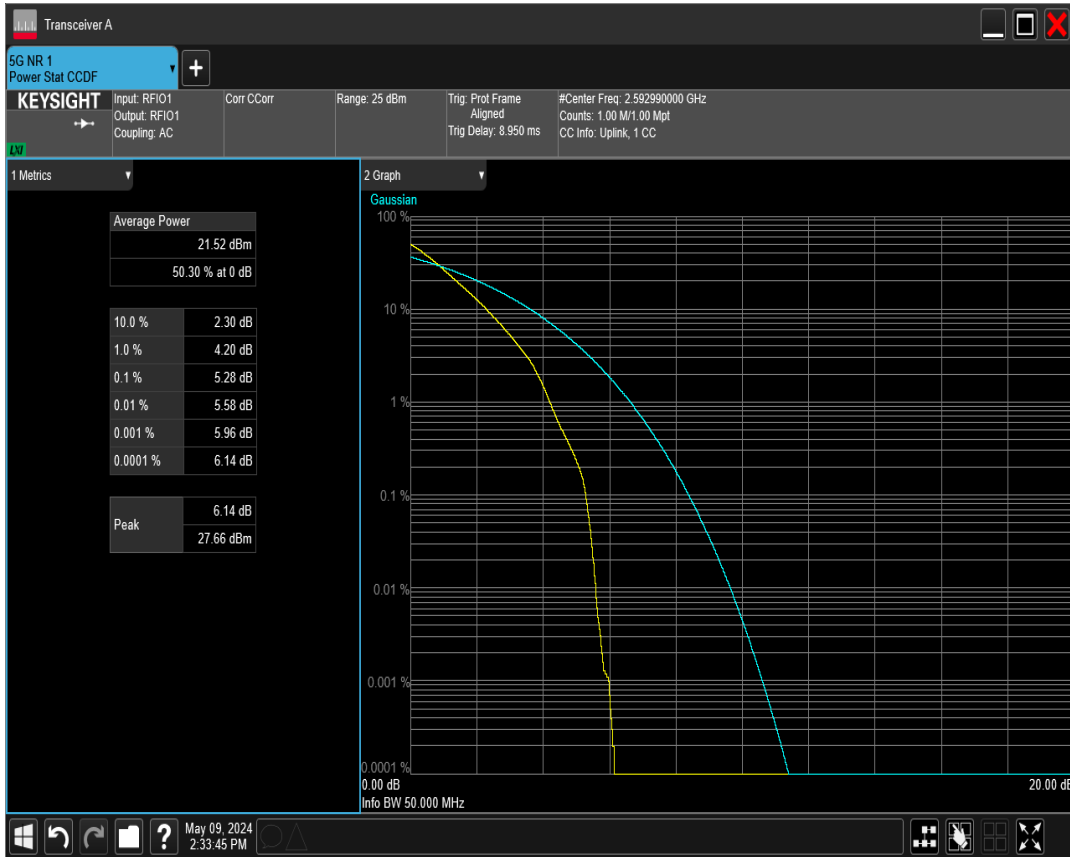 Transceiver A
5G NR 1
Power Stat CCDF
+
KEYSIGHT
LXI
Input: RFIO1
Output: RFIO1
Coupling: AC
Corr CCorr
Range: 25 dBm
Trig: Prot Frame
Aligned
Trig Delay: 8.950 ms
#Center Freq: 2.592990000 GHz
Counts: 1.00 M/1.00 Mpt
CC Info: Uplink, 1 CC
1 Metrics
Average Power
21.52 dBm
50.30 % at 0 dB
10.0 % 2.30 dB
1.0 % 4.20 dB
0.1 % 5.28 dB
0.01 % 5.58 dB
0.001 % 5.96 dB
0.0001 % 6.14 dB
Peak
6.14 dB
27.66 dBm
2 Graph
Gaussian
100 %
10 %
1 %
0.1 %
0.01 %
0.001 %
0.0001 %
0.00 dB 20.00 dB
Info BW 50.000 MHz
?
May 09, 2024
2:33:45 PM